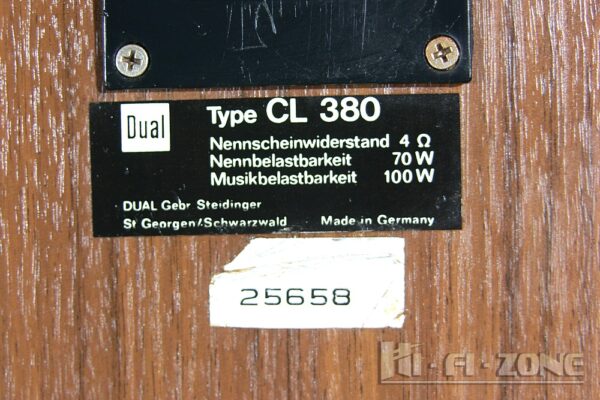 Dual
Type CL 380
Nennscheinwiderstand 4 Ω
Nennbelastbarkeit 70 W
Musikbelastbarkeit 100 W
DUAL Gebr. Steidinger
St Georgen/Schwarzwald Made in Germany
25658
Hi-Fi-ZONE